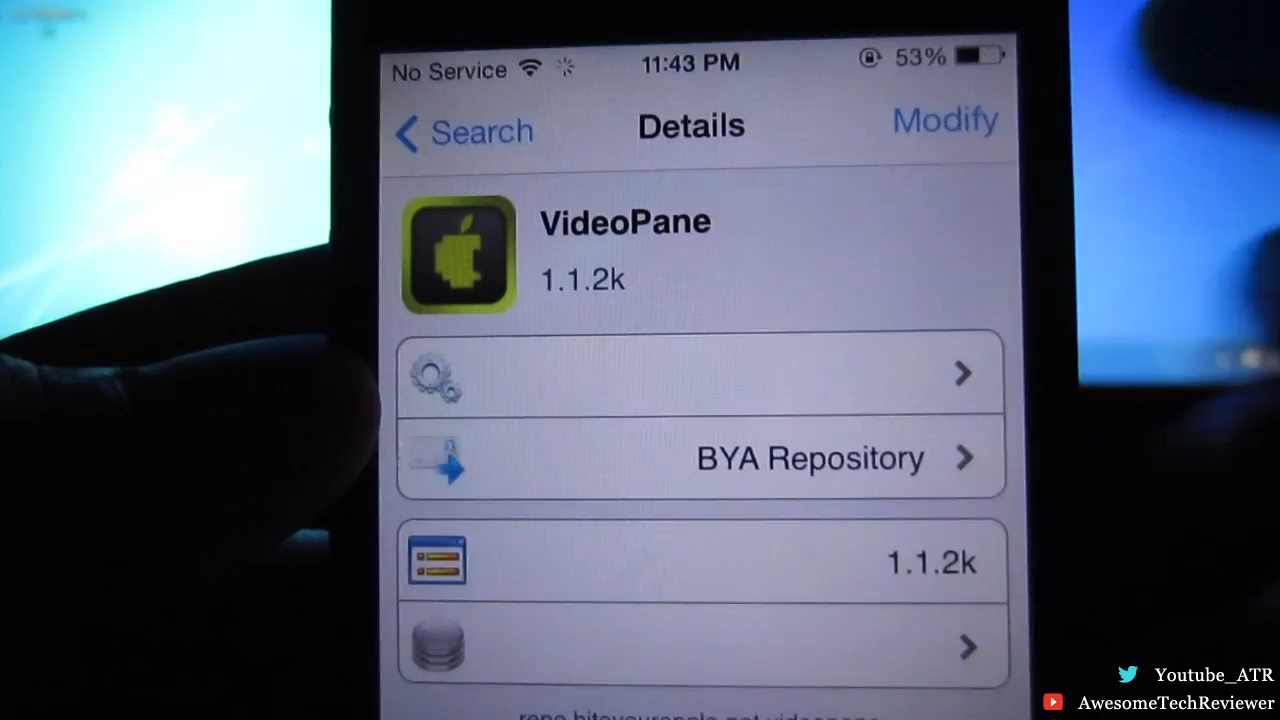 No Service 11:43 PM 53%
Search Details Modify
VideoPane
1.1.2k
BYA Repository
1.1.2k
Youtube_ATR
AwesomeTechReviewer